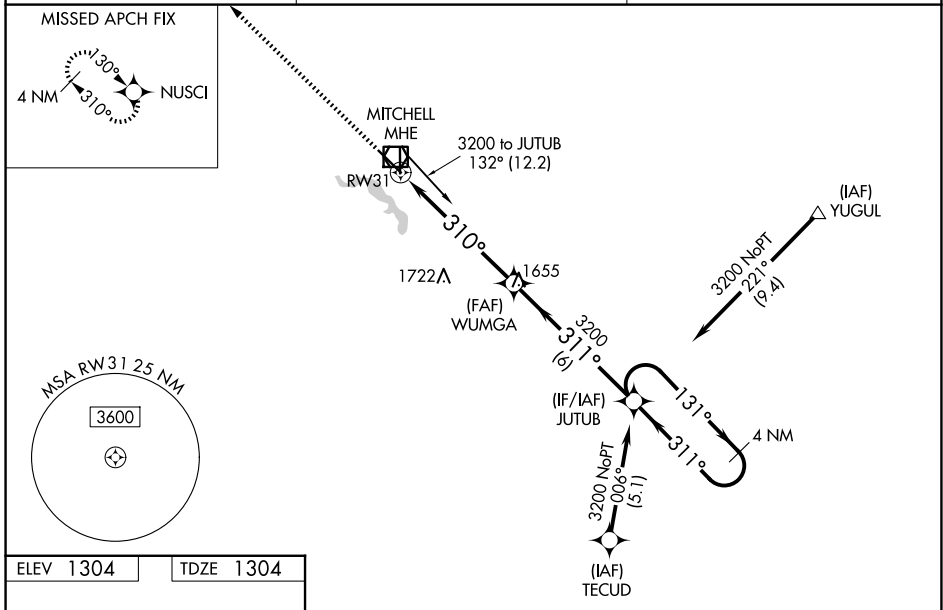 MISSED APCH FIX
130°
4 NM
NUSCI
310°
MITCHELL
MHE
3200 to JUTUB
132° (12.2)
RW31
(IAF)
YUGUL
310°
3200 NoPT
221°
(9.4)
1722
1655
(FAF)
WUMGA
3200
311°
(6)
MSA RW31 25 NM
3600
(IF/IAF)
JUTUB
131°
4 NM
311°
3200 NoPT
006°
(5.1)
(IAF)
TECUD
ELEV 1304
TDZE 1304